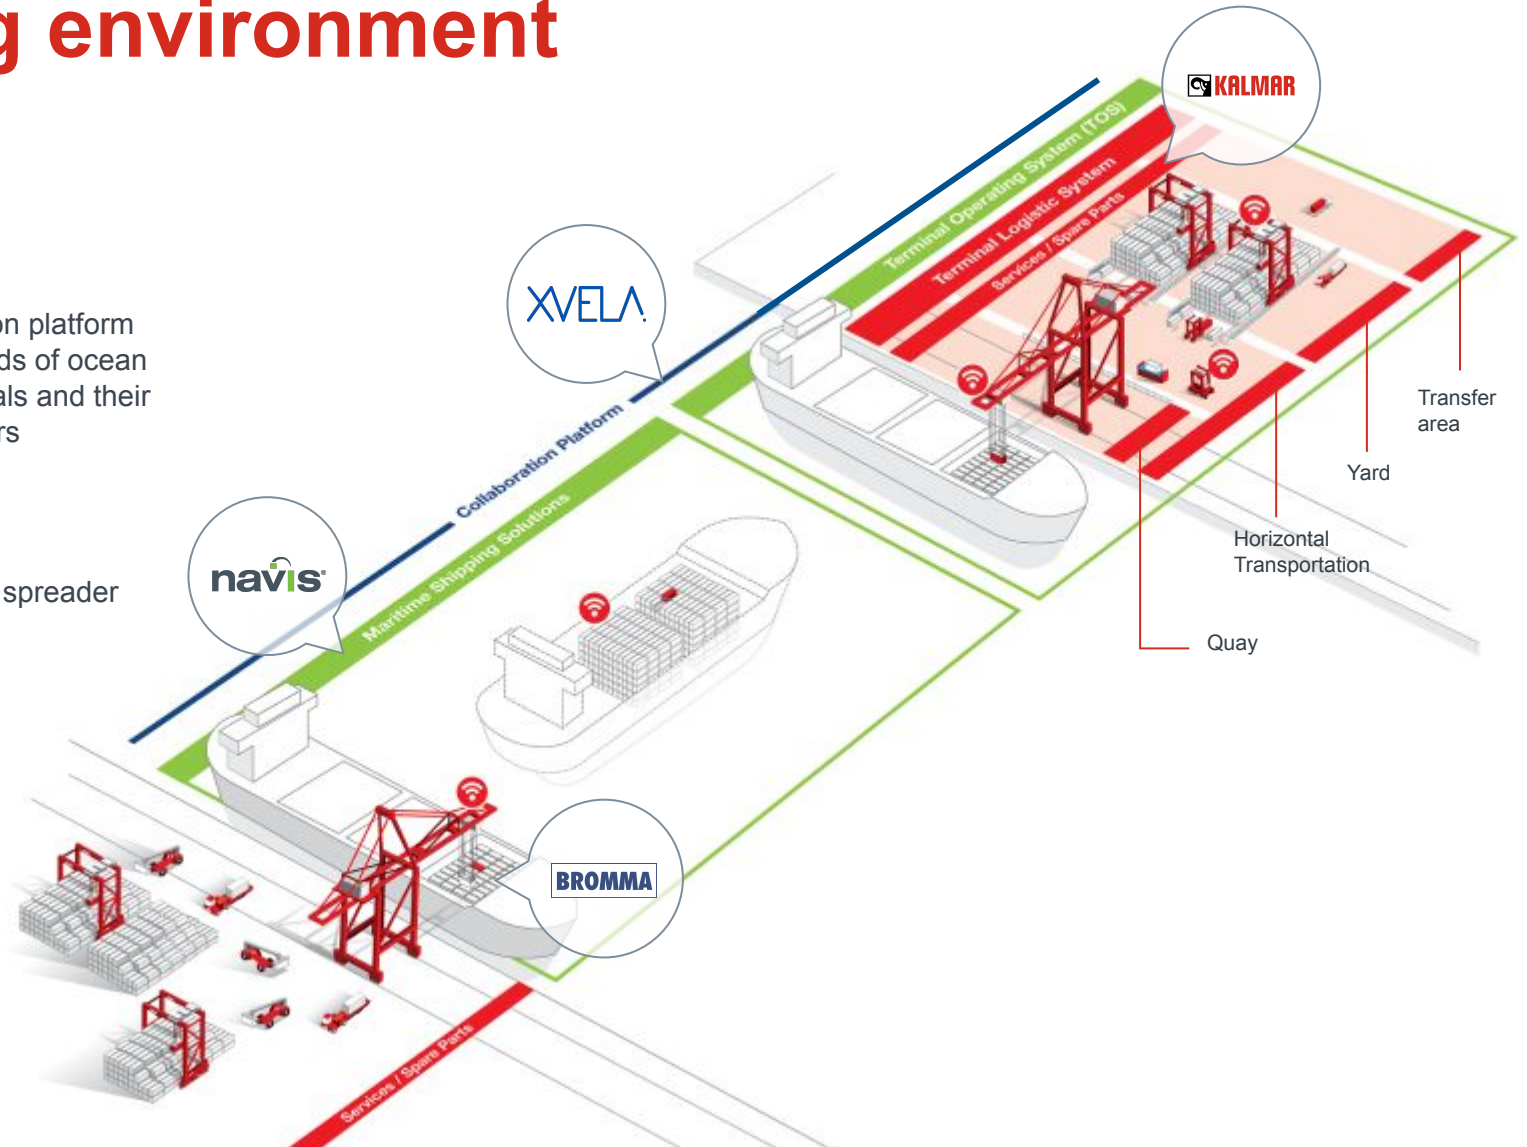 g environment
KALMAR
Terminal Operating System (TOS)
Terminal Logistic System
Services / Spare Parts
XVELA
on platform
ds of ocean
als and their
rs
Transfer
area
Collaboration Platform
Yard
Maritime Shipping Solutions
Horizontal
Transportation
navis
spreader
Quay
BROMMA
Services / Spare Parts